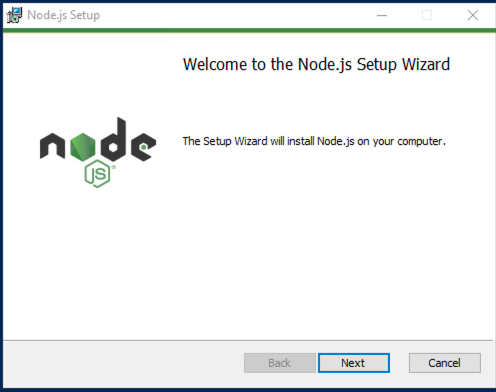 Node.js Setup
Welcome to the Node.js Setup Wizard
node
JS
The Setup Wizard will install Node.js on your computer.
Back
Next
Cancel